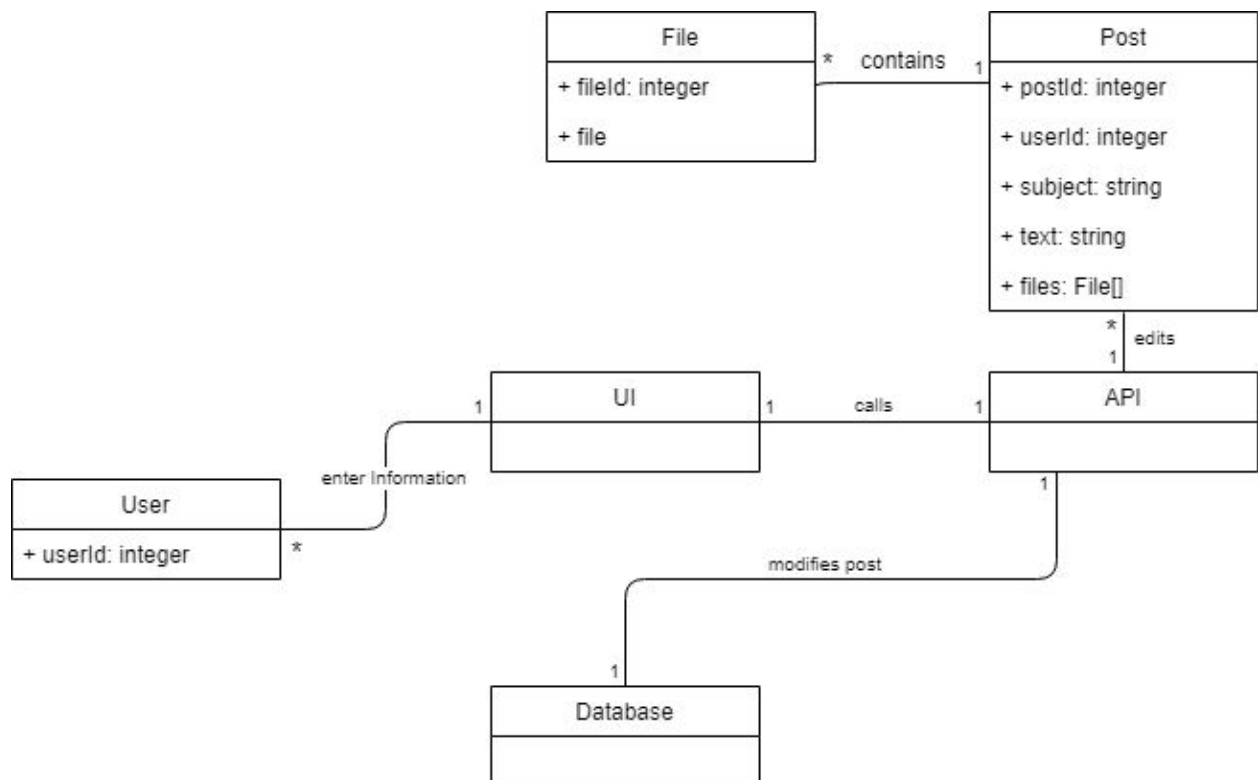 File
+ fileId: integer
+ file
* contains 1
Post
+ postId: integer
+ userId: integer
+ subject: string
+ text: string
+ files: File[]
*
edits
1
UI
API
1
1 calls 1
enter Information
User
+ userId: integer
*
1
modifies post
1
Database